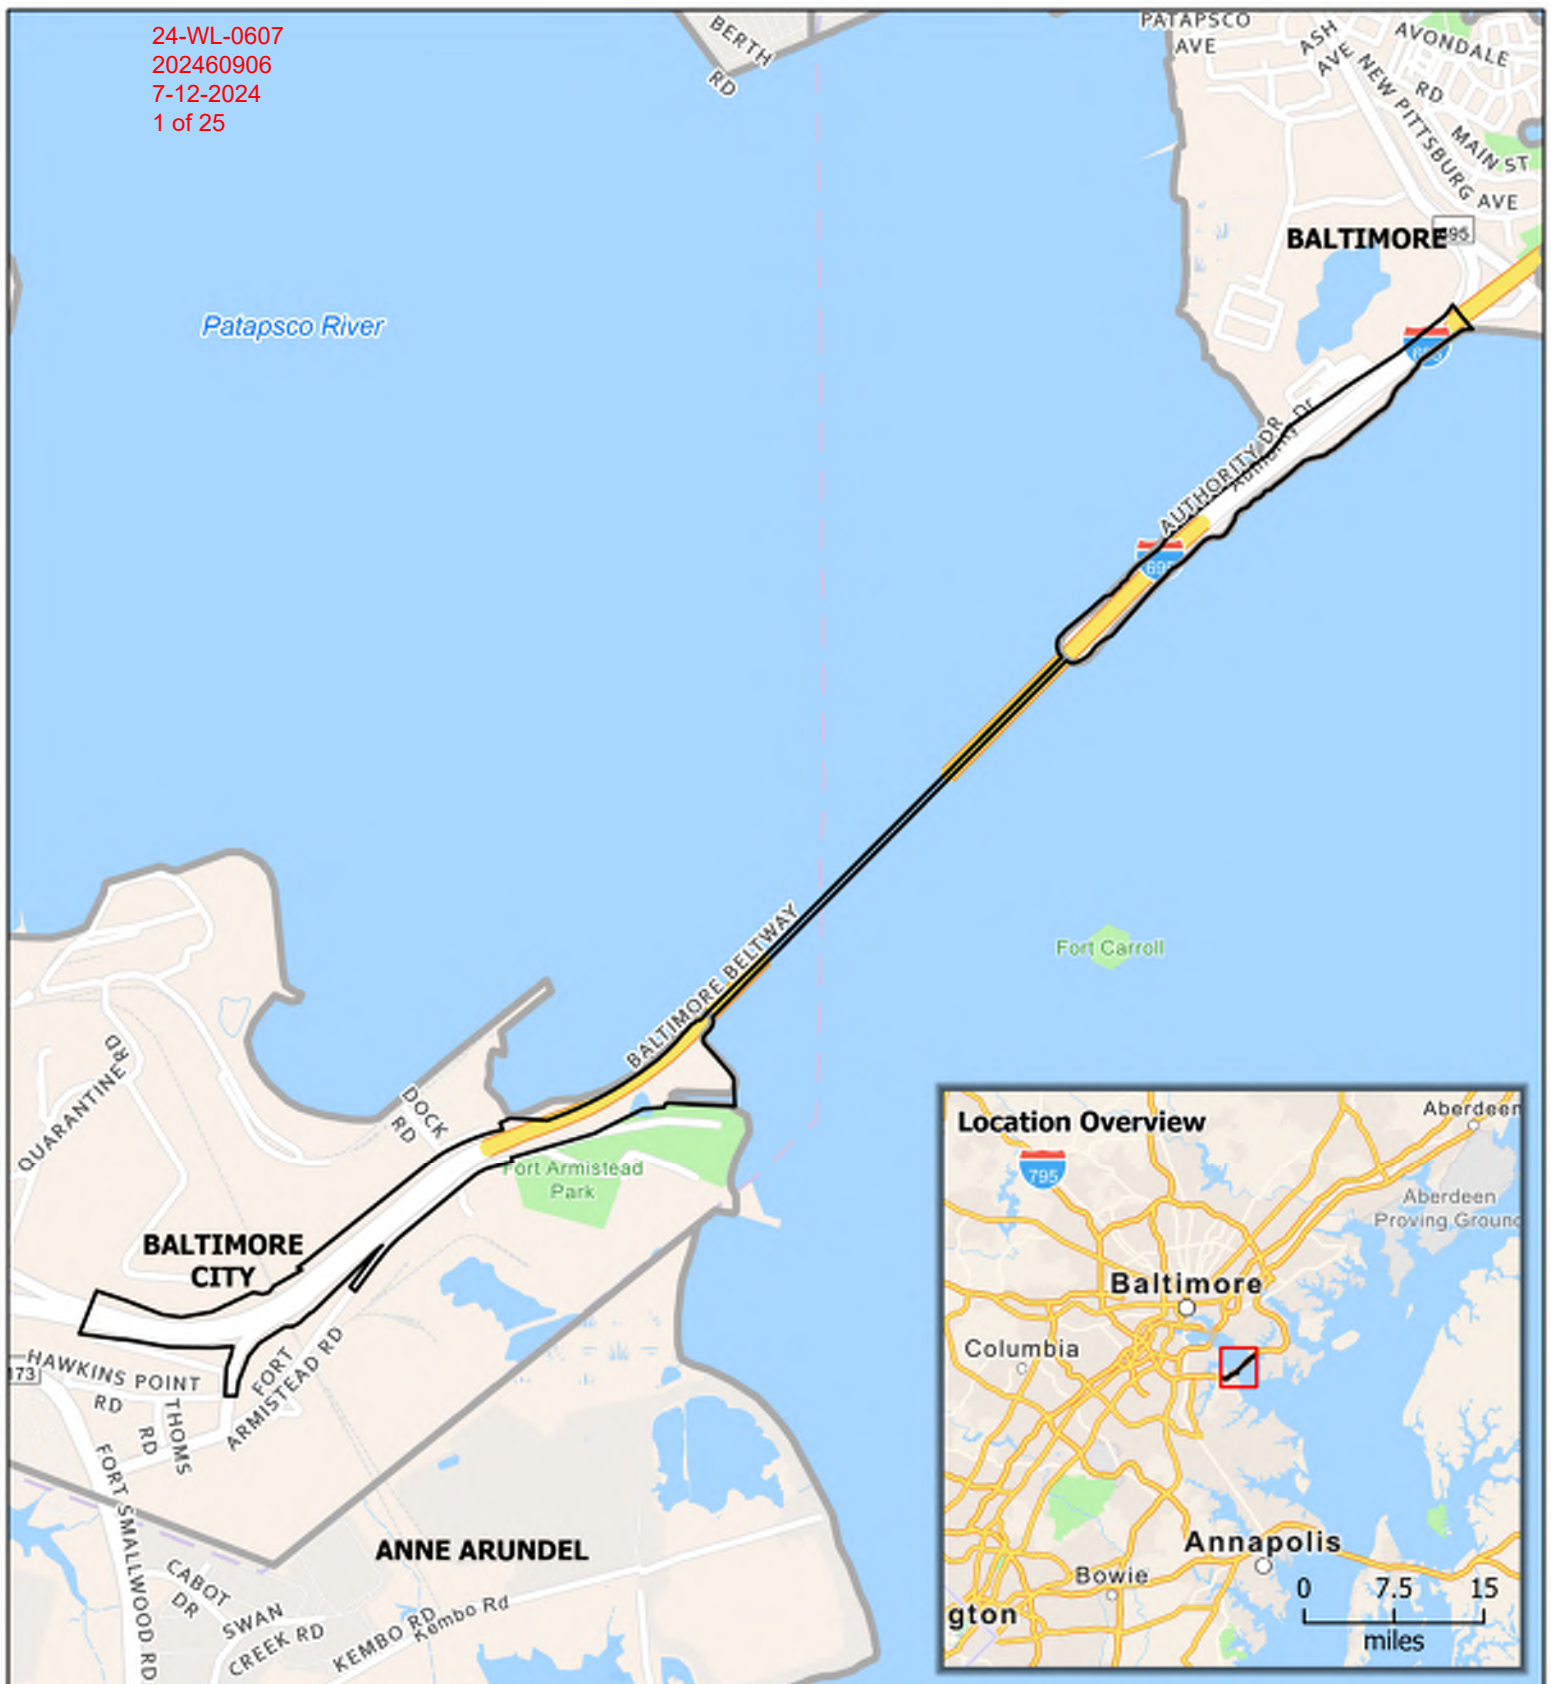 24-WL-0607
202460906
7-12-2024
1 of 25
BERTH
RD
PATAPSCO
AVE
ASH
AVE
AVONDALE
RD
NEW PITTSBURG AVE
MAIN ST
BALTIMORE
695
Patapsco River
695
AUTHORITY DR
Authority Dr
695
BALTIMORE BELTWAY
Fort Carroll
QUARANTINE
RD
DOCK
RD
Fort Armistead
Park
BALTIMORE
CITY
173
HAWKINS POINT
RD
THOMS
RD
FORT
ARMISTEAD RD
FORT SMALLWOOD RD
ANNE ARUNDEL
CABOT
DR
SWAN
CREEK RD
KEMBO RD
Kembo Rd
Location Overview
795
Aberdeen
Aberdeen
Proving Ground
Baltimore
Columbia
Annapolis
Bowie
gton
0 7.5 15
miles